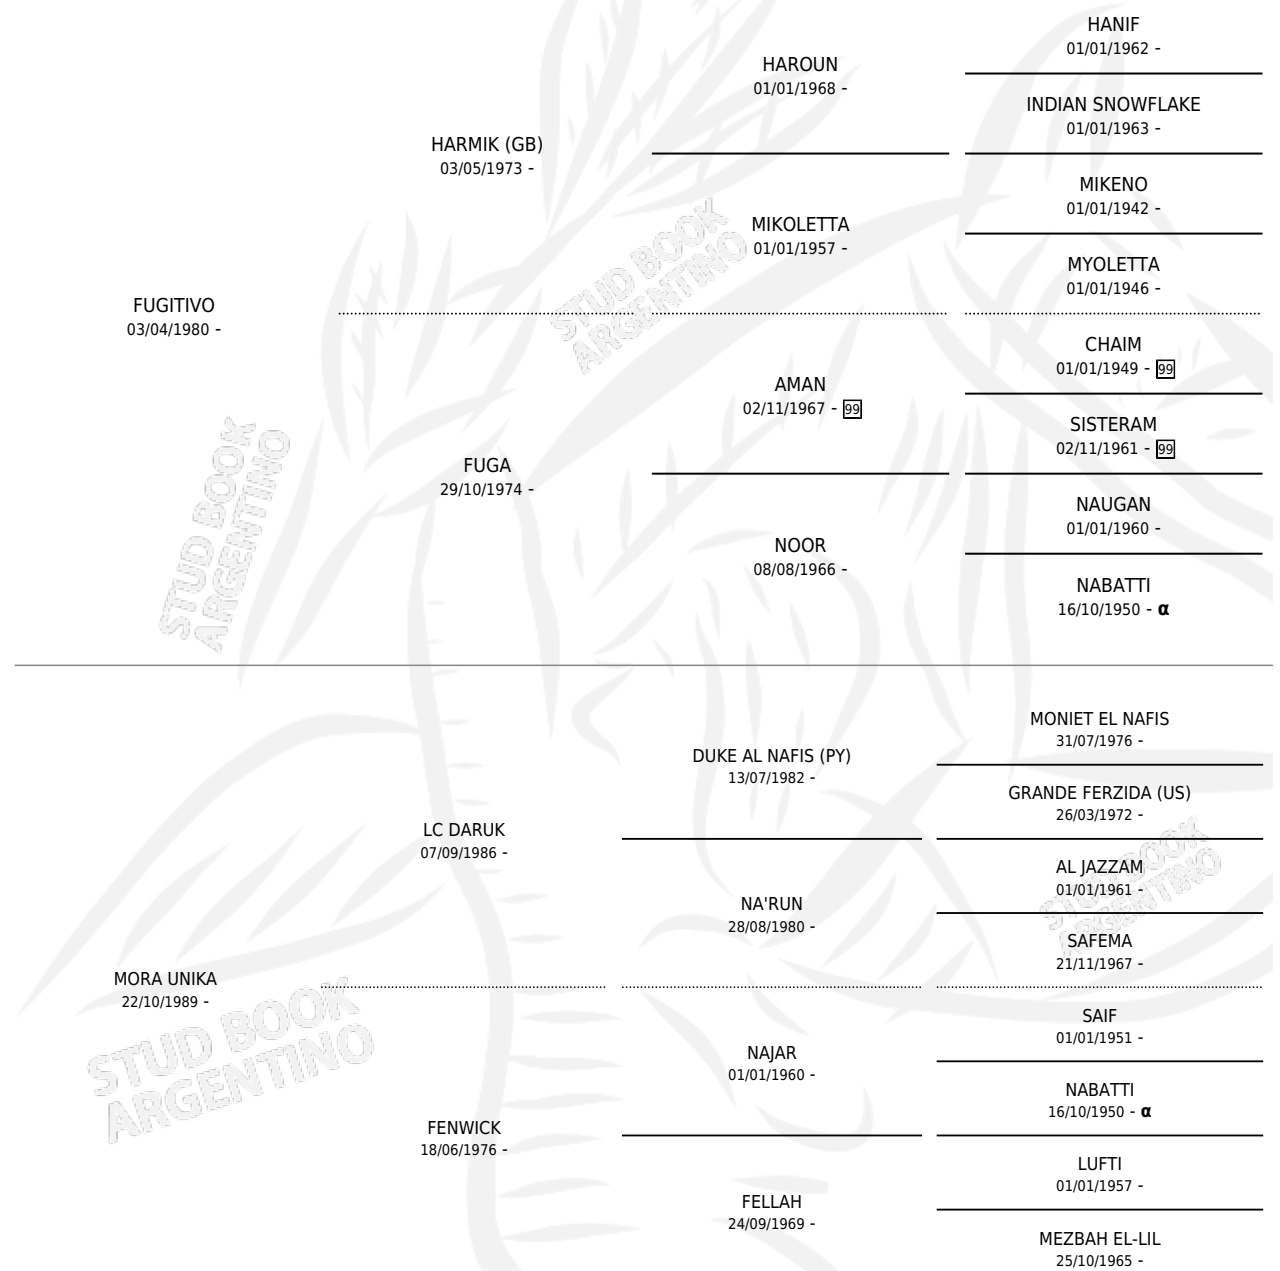 HANIF
01/01/1962 -
HAROUN
01/01/1968 -
INDIAN SNOWFLAKE
01/01/1963 -
HARMIK (GB)
03/05/1973 -
MIKENO
01/01/1942 -
MIKOLETTA
01/01/1957 -
MYOLETTA
01/01/1946 -
FUGITIVO
03/04/1980 -
CHAIM
01/01/1949 - 99
AMAN
02/11/1967 - 99
SISTERAM
02/11/1961 - 99
FUGA
29/10/1974 -
NAUGAN
01/01/1960 -
NOOR
08/08/1966 -
NABATTI
16/10/1950 - α
MONIET EL NAFIS
31/07/1976 -
DUKE AL NAFIS (PY)
13/07/1982 -
GRANDE FERZIDA (US)
26/03/1972 -
LC DARUK
07/09/1986 -
AL JAZZAM
01/01/1961 -
NA'RUN
28/08/1980 -
SAFEMA
21/11/1967 -
MORA UNIKA
22/10/1989 -
SAIF
01/01/1951 -
NAJAR
01/01/1960 -
NABATTI
16/10/1950 - α
FENWICK
18/06/1976 -
LUFTI
01/01/1957 -
FELLAH
24/09/1969 -
MEZBAH EL-LIL
25/10/1965 -
STUD BOOK
ARGENTINO
STUD BOOK
ARGENTINO
STUD BOOK
ARGENTINO
STUD BOOK
ARGENTINO